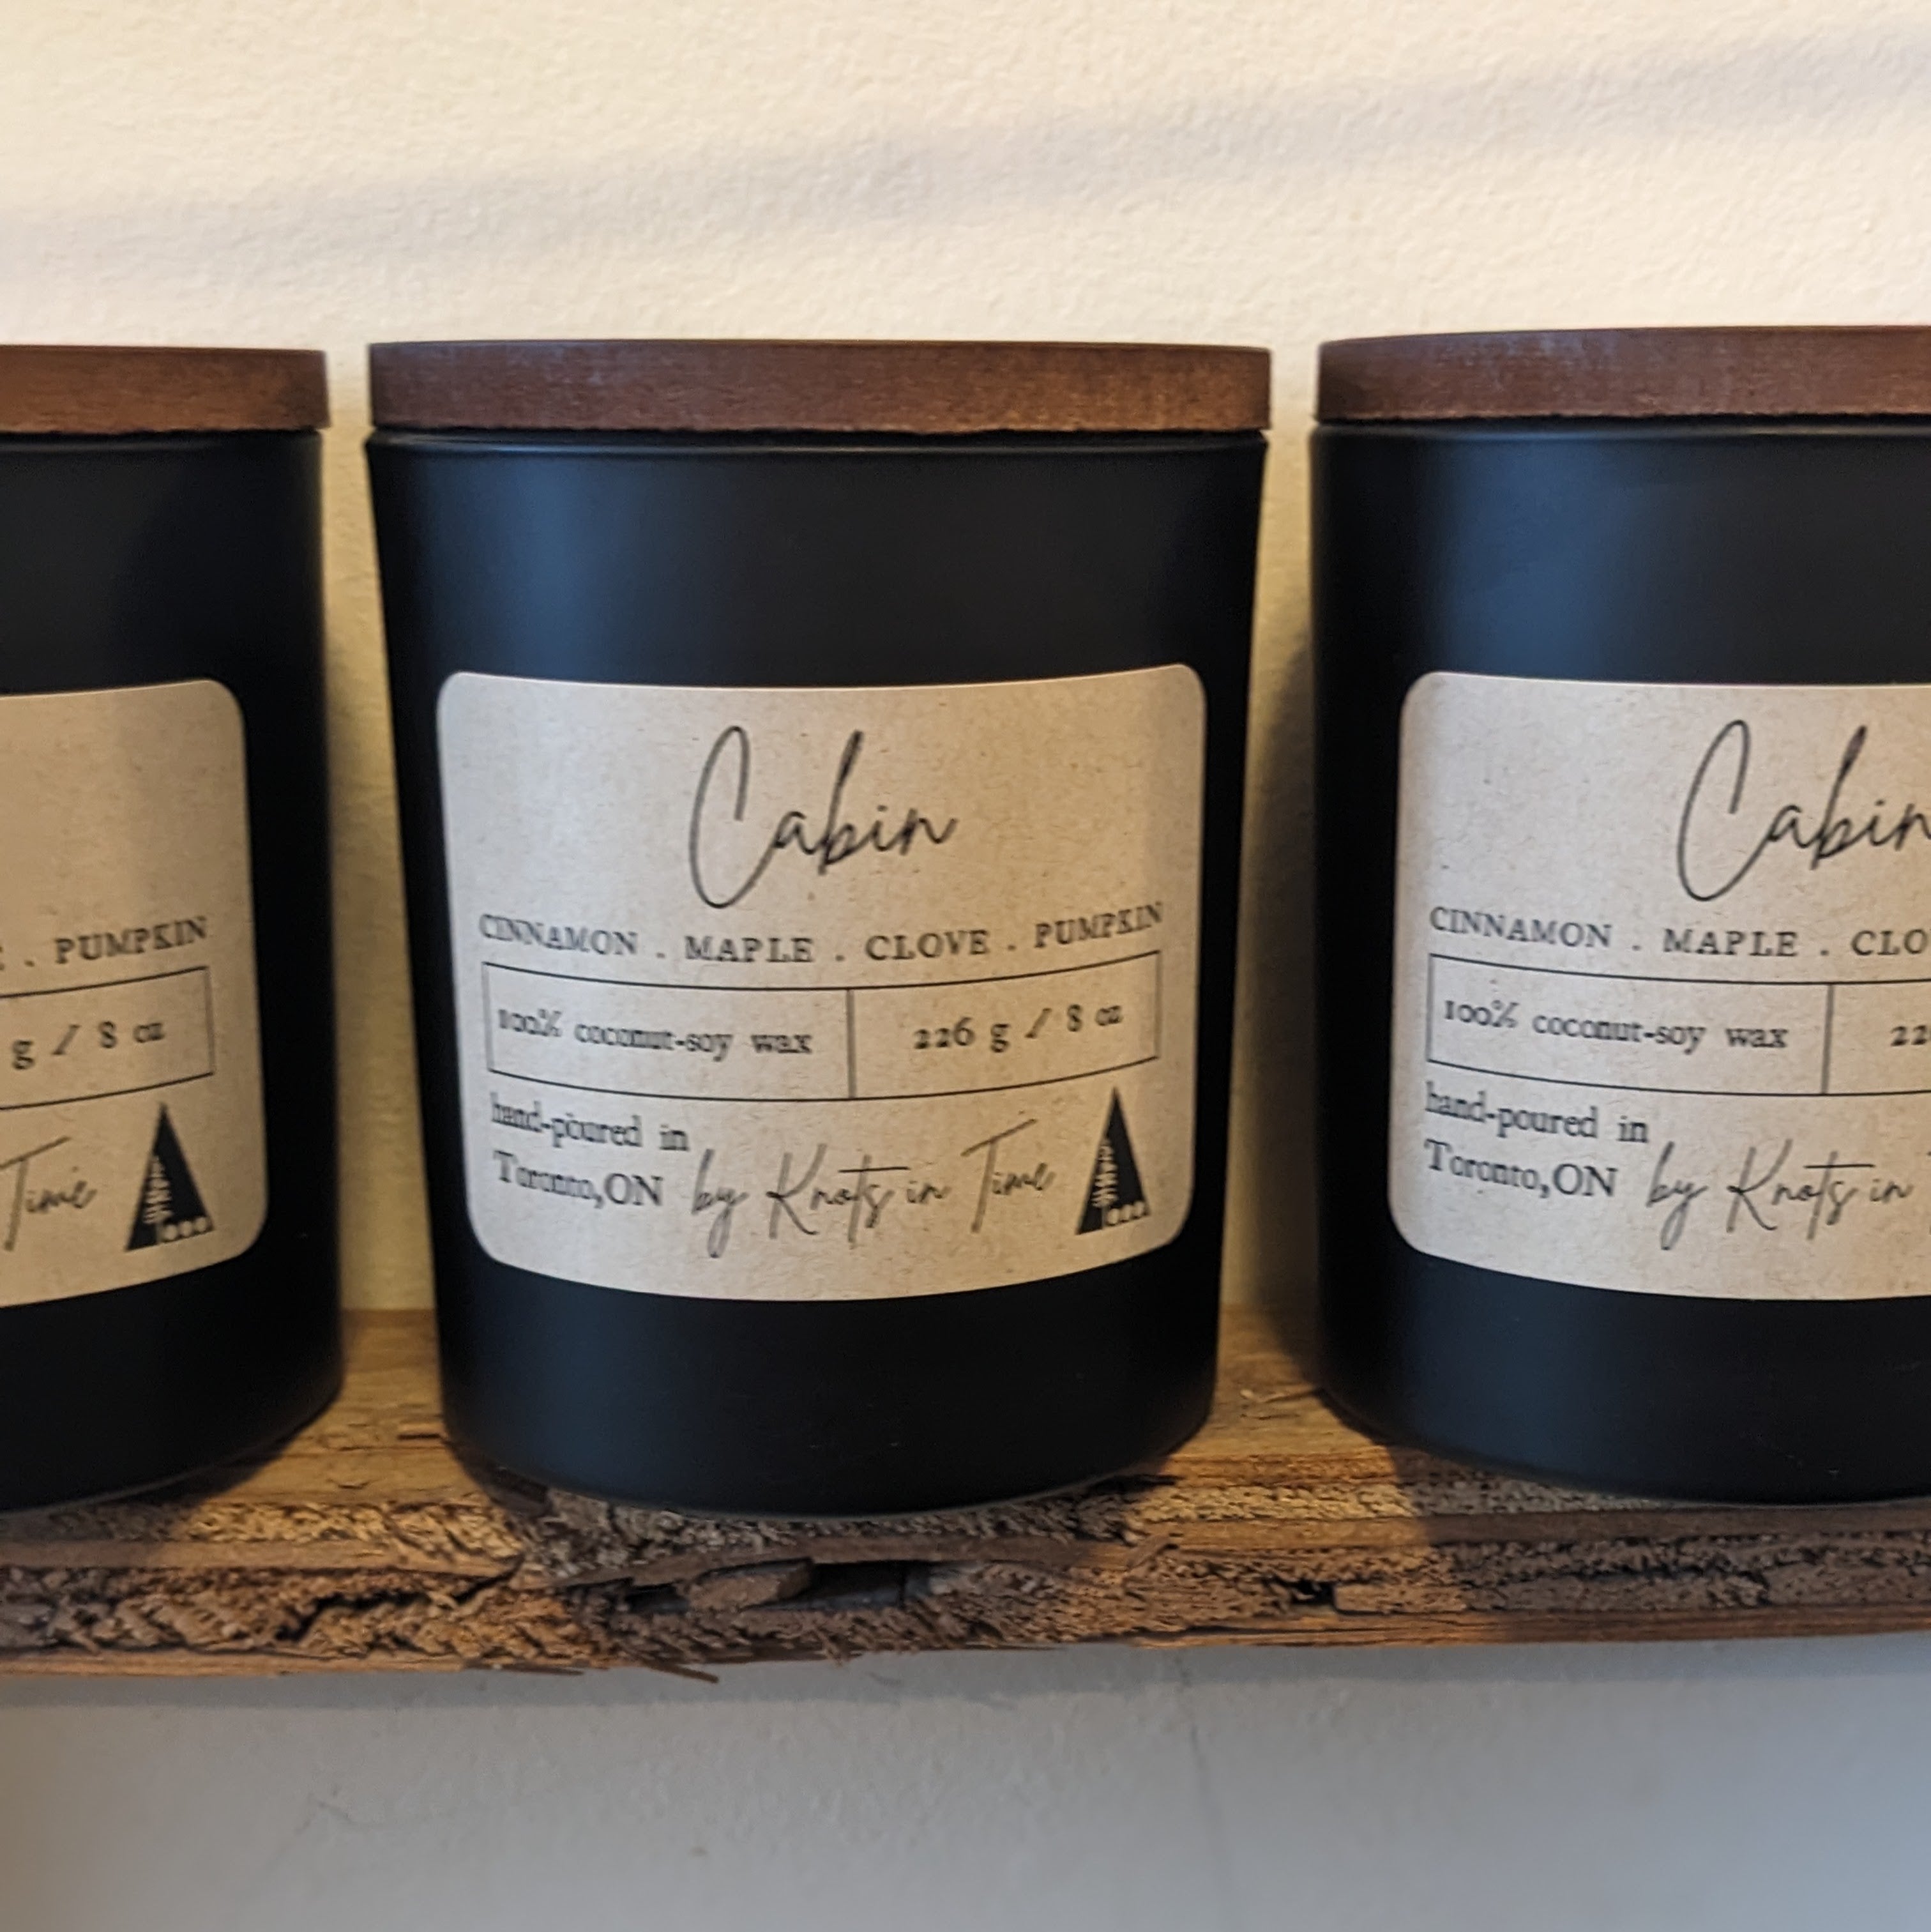 PUMPKIN
g / 8 oz
Time
Cabin
CINNAMON . MAPLE . CLOVE . PUMPKIN
100% coconut-soy wax
226 g / 8 oz
hand-poured in
Toronto,ON
by Knots in Time
Cabin
CINNAMON . MAPLE . CLO
100% coconut-soy wax
22
hand-poured in
Toronto,ON
by Knots in